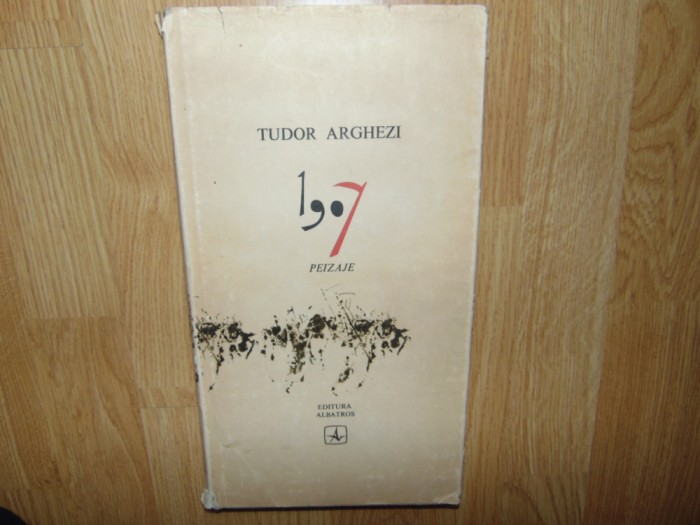 TUDOR ARGHEZI
1907
PEIZAJE
EDITURA
ALBATROS
A